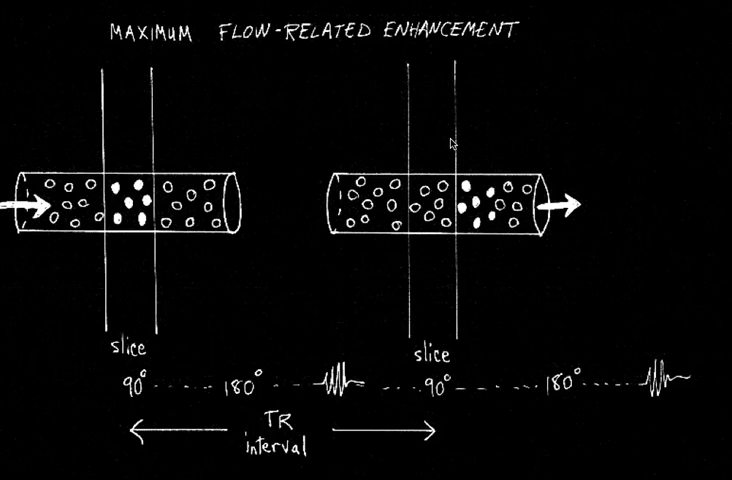 MAXIMUM FLOW-RELATED ENHANCEMENT
slice
slice
90° 180° 90° 180°
TR
interval